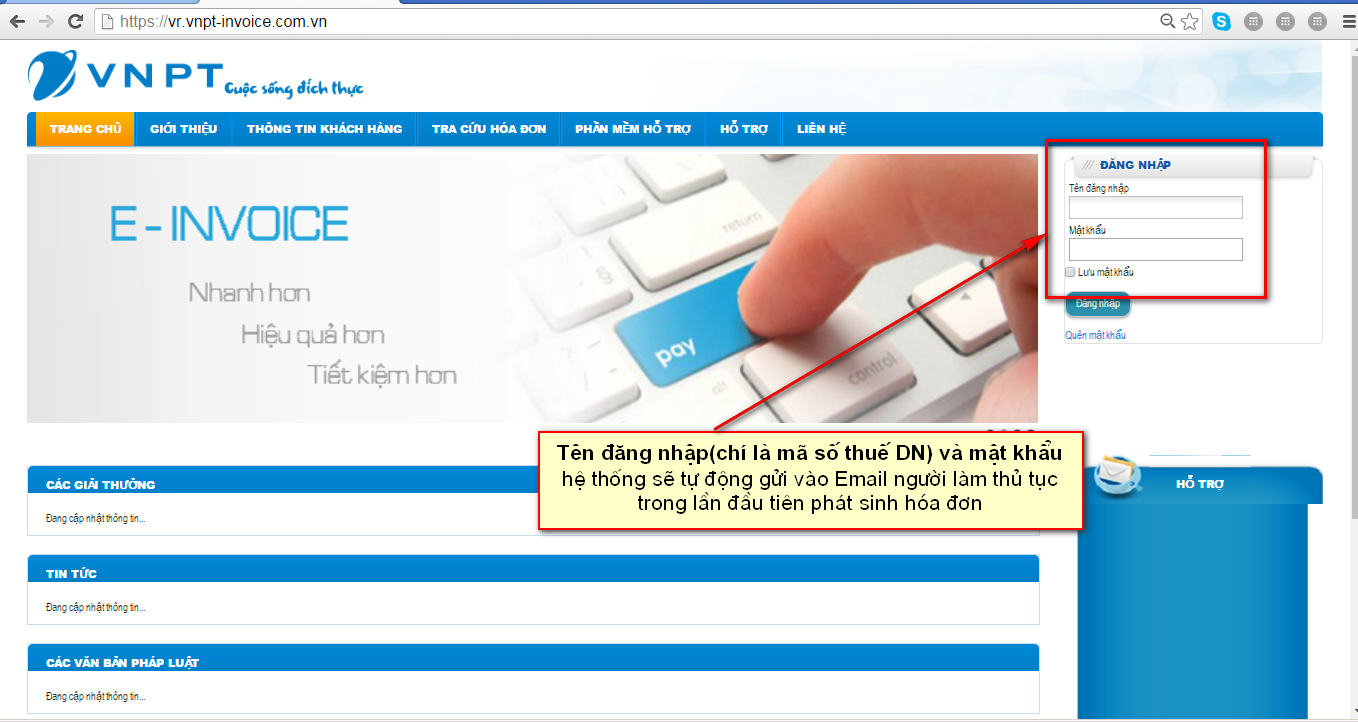 https://vr.vnpt-invoice.com.vn
VNPT
Cuộc sống đích thực
TRANG CHỦ GIỚI THIỆU THÔNG TIN KHÁCH HÀNG TRA CỨU HÓA ĐƠN PHẦN MỀM HỖ TRỢ HỖ TRỢ LIÊN HỆ
E - INVOICE
Nhanh hơn
Hiệu quả hơn
Tiết kiệm hơn
return
pay
alt
control
ĐĂNG NHẬP
Tên đăng nhập
Mật khẩu
Lưu mật khẩu
Đăng nhập
Quên mật khẩu
Tên đăng nhập(chí là mã số thuế DN) và mật khẩu
hệ thống sẽ tự động gửi vào Email người làm thủ tục
trong lần đầu tiên phát sinh hóa đơn
CÁC GIẢI THƯỞNG
Đang cập nhật thông tin...
HỖ TRỢ
TIN TỨC
Đang cập nhật thông tin...
CÁC VĂN BẢN PHÁP LUẬT
Đang cập nhật thông tin...